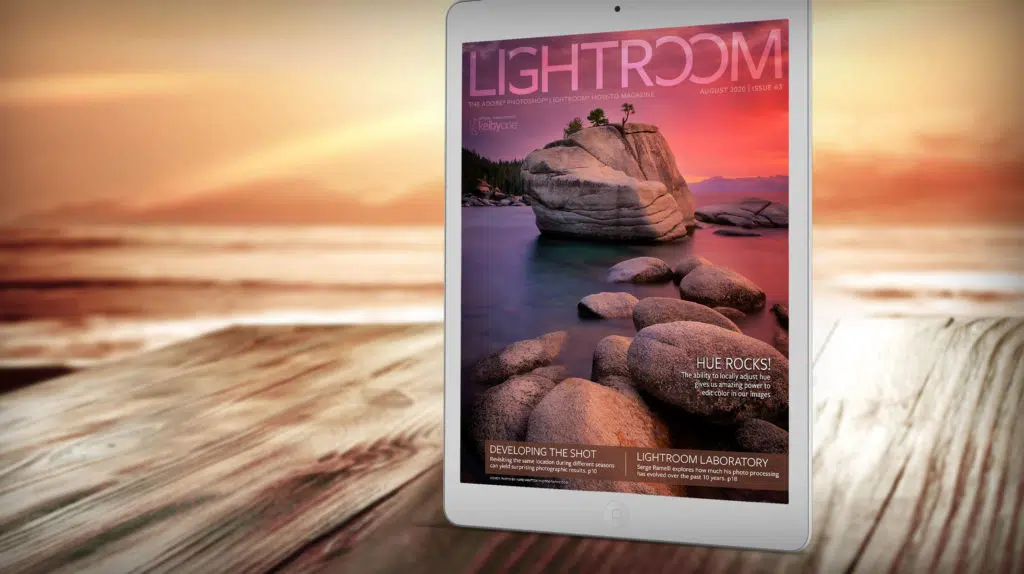 LIGHTROOM
THE ADOBE® PHOTOSHOP® LIGHTROOM® HOW-TO MAGAZINE
AUGUST 2020 | ISSUE 63
kelbyone
HUE ROCKS!
The ability to locally adjust hue
gives us amazing power to
edit color in our images
DEVELOPING THE SHOT
Revisiting the same location during different seasons
can yield surprising photographic results. p10
LIGHTROOM LABORATORY
Serge Ramelli explores how much his photo processing
has evolved over the past 10 years. p18